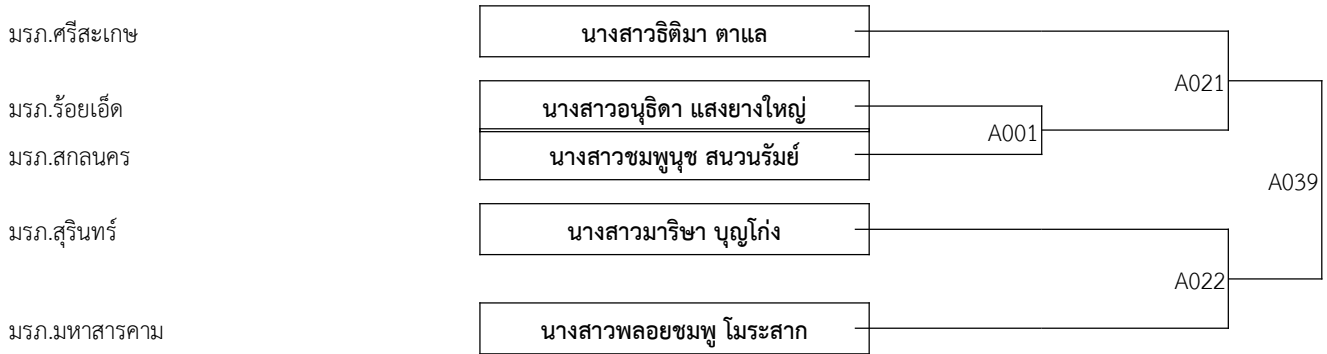 มรภ.ศรีสะเกษ นางสาวธิติมา ตาแล
A021
มรภ.ร้อยเอ็ด นางสาวอนุธิดา แสงยางใหญ่
A001
มรภ.สกลนคร นางสาวชมพูนุช สนวนรัมย์
A039
มรภ.สุรินทร์ นางสาวมาริษา บุญโก่ง
A022
มรภ.มหาสารคาม นางสาวพลอยชมพู โมระสาก